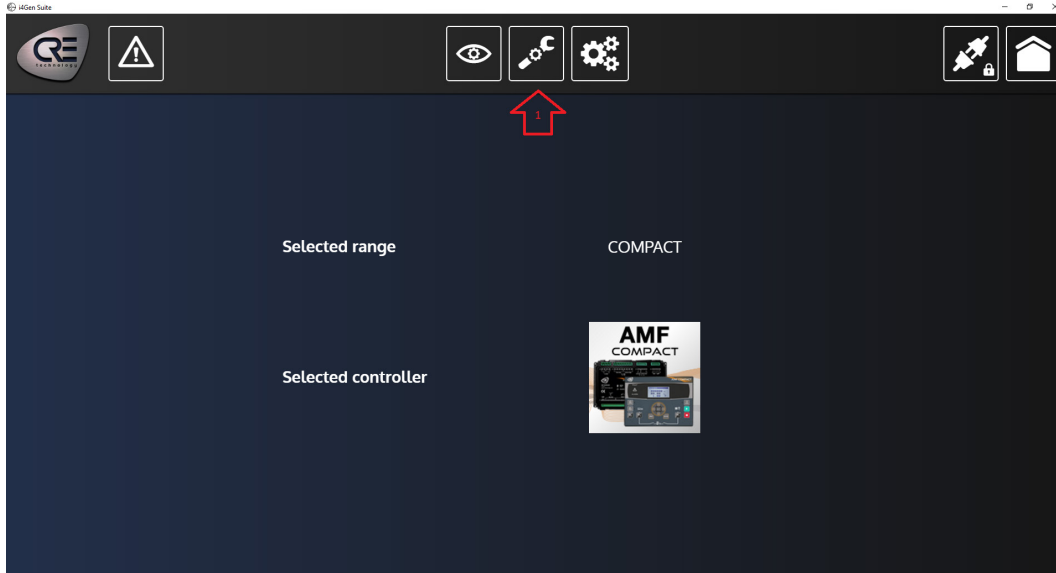 i4Gen Suite
CRE
technology
1
Selected range
COMPACT
AMF
COMPACT
Selected controller